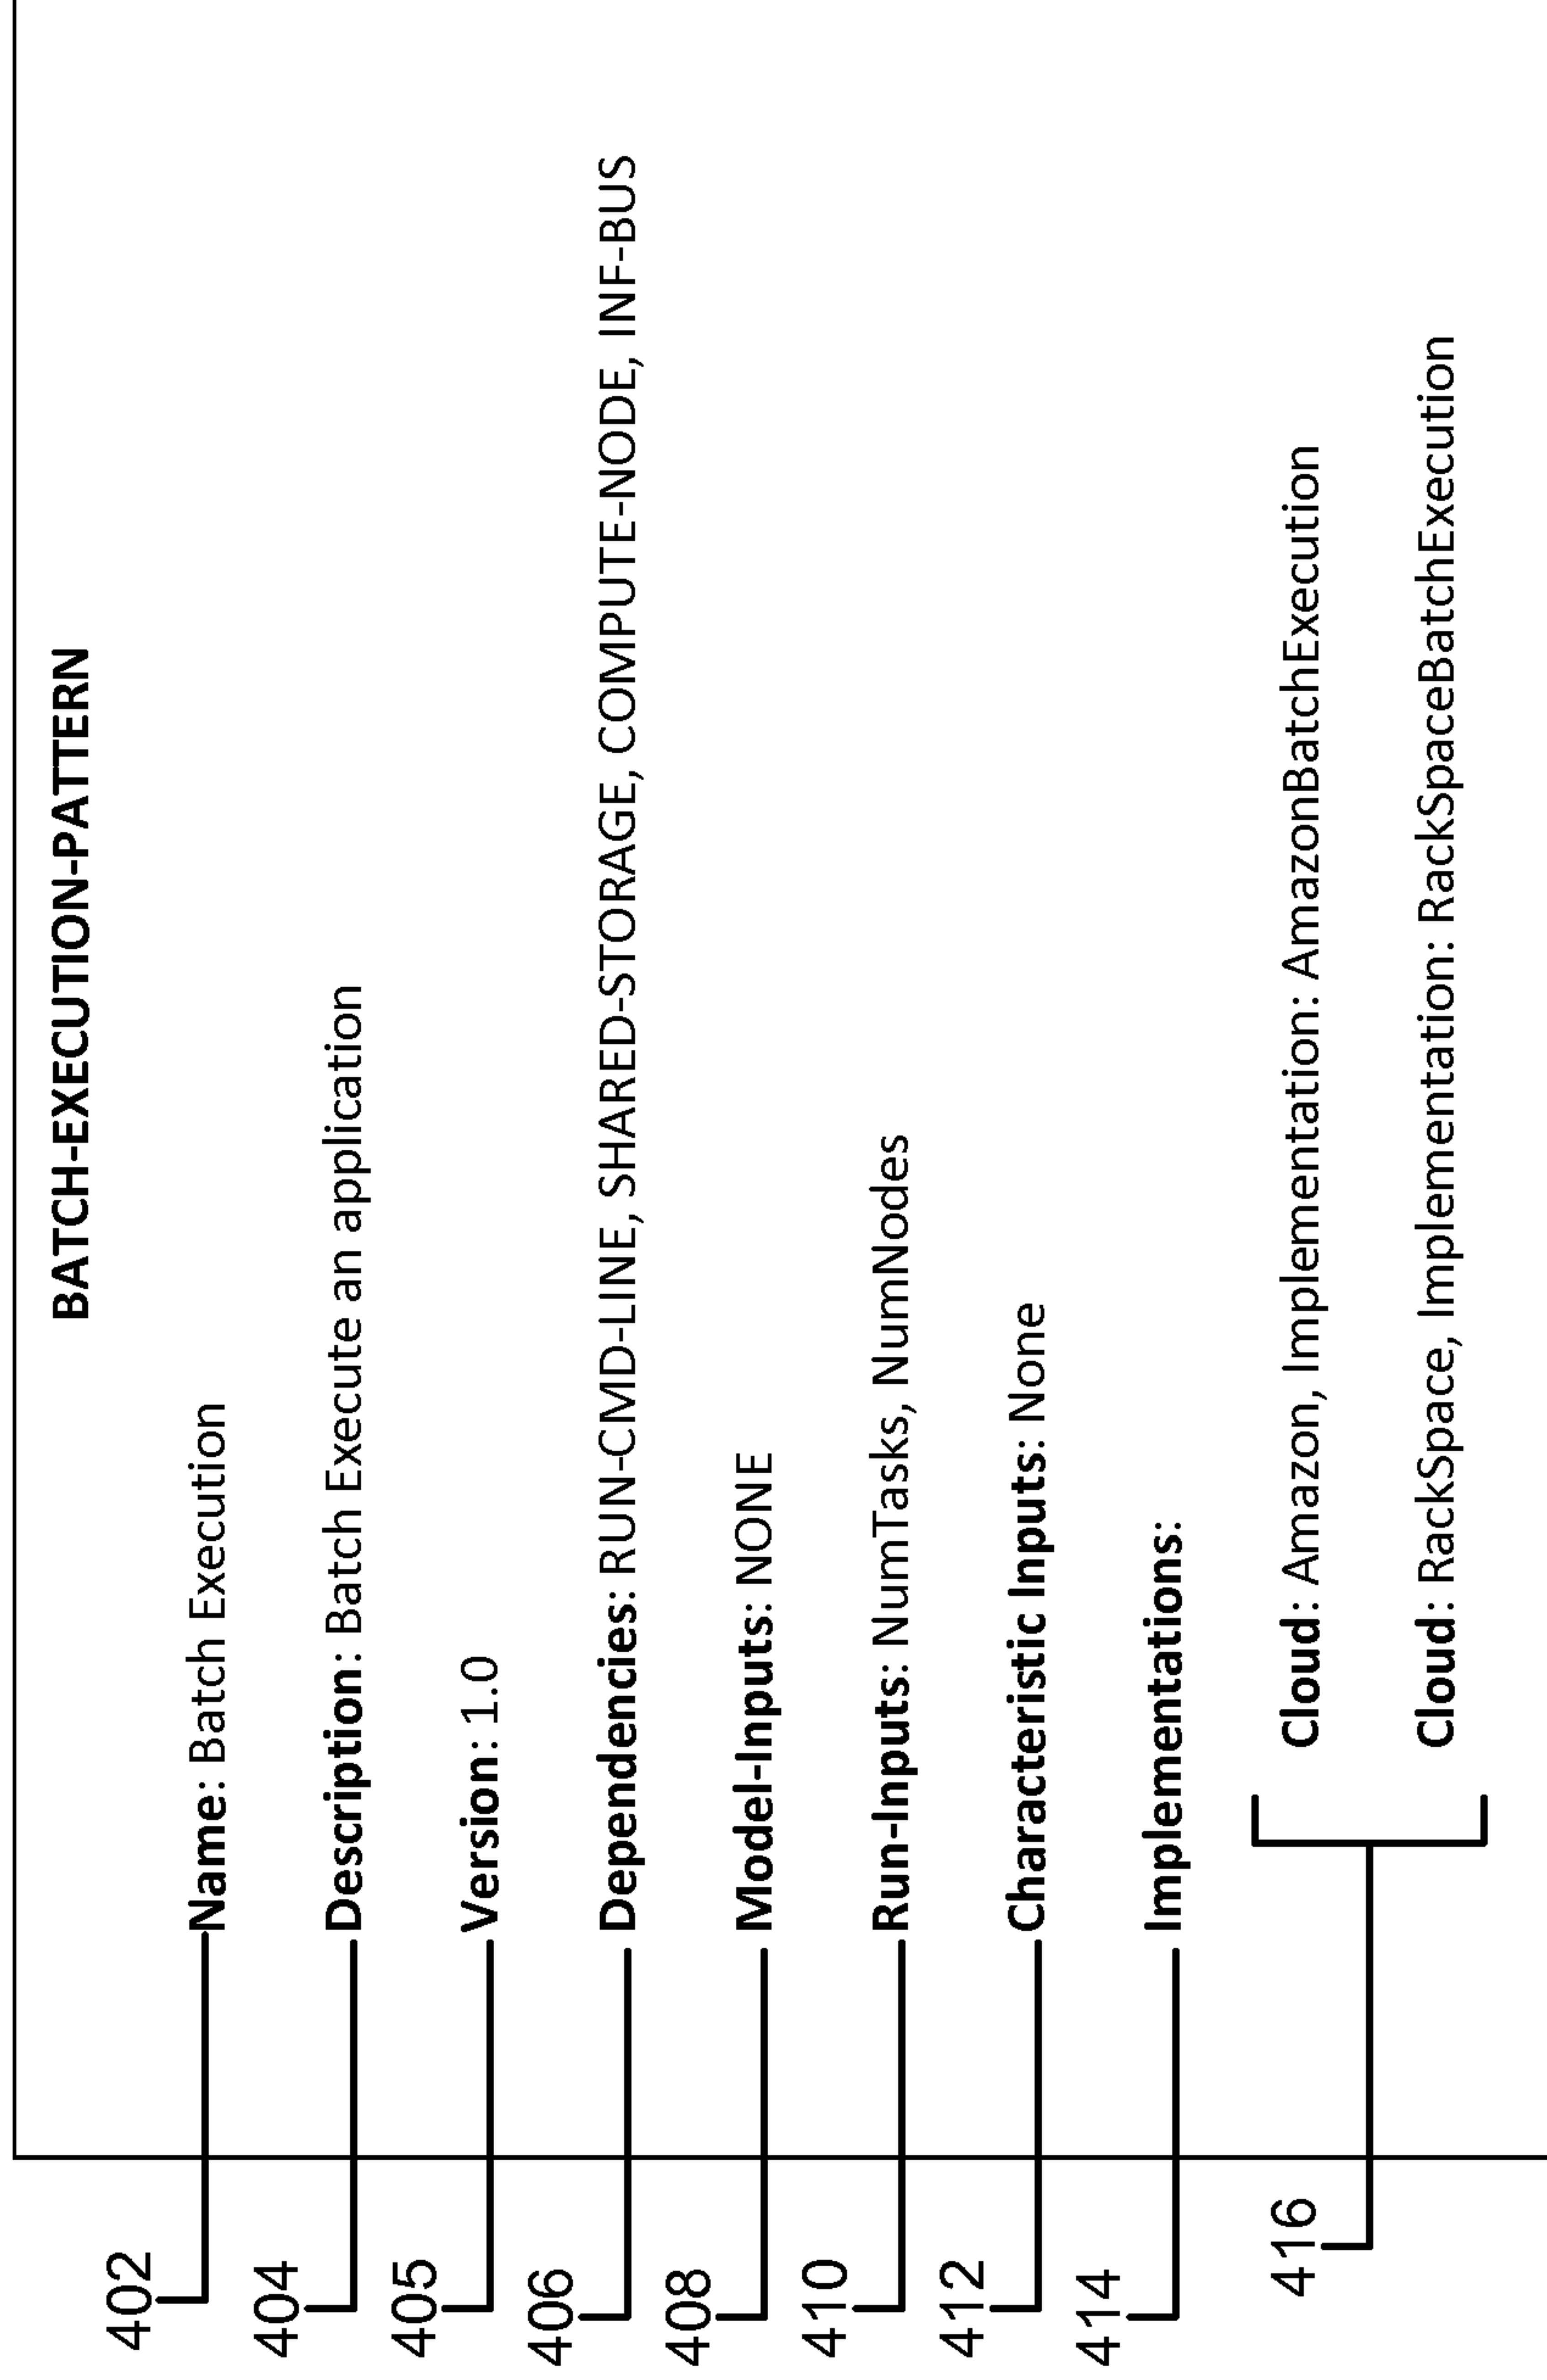 BATCH-EXECUTION-PATTERN
402 Name: Batch Execution
404 Description: Batch Execute an application
405 Version: 1.0
406 Dependencies: RUN-CMD-LINE, SHARED-STORAGE, COMPUTE-NODE, INF-BUS
408 Model-Inputs: NONE
410 Run-Inputs: NumTasks, NumNodes
412 Characteristic Inputs: None
414 Implementations:
Cloud: Amazon, Implementation: AmazonBatchExecution
416
Cloud: RackSpace, Implementation: RackSpaceBatchExecution